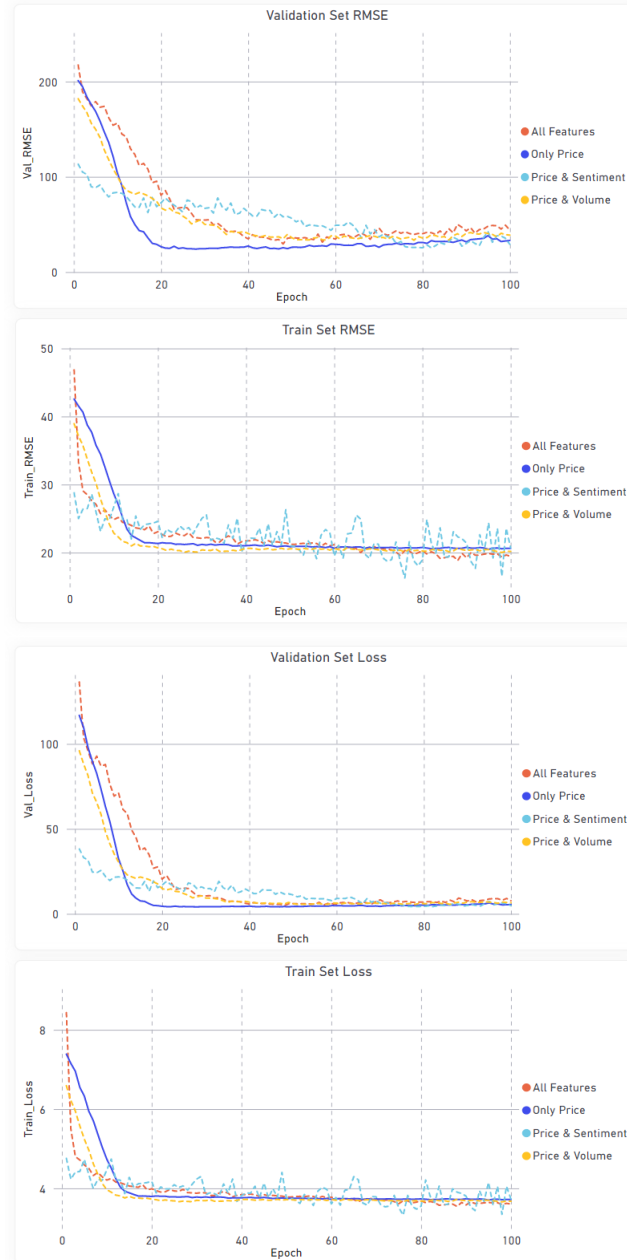 Validation Set RMSE
200
100
0
Val_RMSE
0 20 40 60 80 100
Epoch
All Features
Only Price
Price & Sentiment
Price & Volume
Train Set RMSE
50
40
30
20
Train_RMSE
0 20 40 60 80 100
Epoch
All Features
Only Price
Price & Sentiment
Price & Volume
Validation Set Loss
100
50
0
Val_Loss
0 20 40 60 80 100
Epoch
All Features
Only Price
Price & Sentiment
Price & Volume
Train Set Loss
8
6
4
Train_Loss
0 20 40 60 80 100
Epoch
All Features
Only Price
Price & Sentiment
Price & Volume